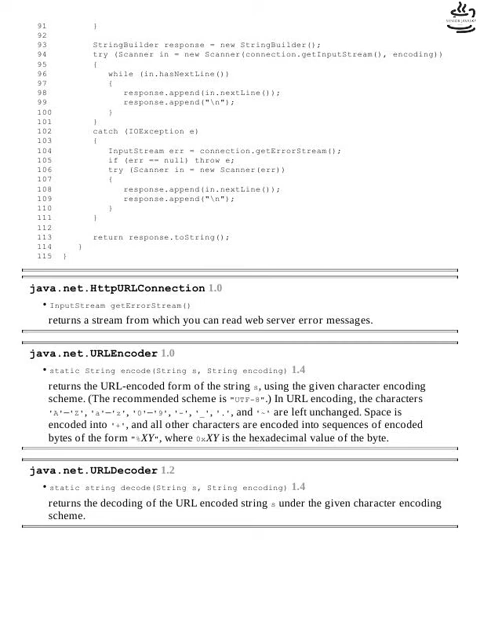 91 }
92
93 StringBuilder response = new StringBuilder();
94 try (Scanner in = new Scanner(connection.getInputStream(), encoding))
95 {
96 while (in.hasNextLine())
97 {
98 response.append(in.nextLine());
99 response.append("\n");
100 }
101 }
102 catch (IOException e)
103 {
104 InputStream err = connection.getErrorStream();
105 if (err == null) throw e;
106 try (Scanner in = new Scanner(err))
107 {
108 response.append(in.nextLine());
109 response.append("\n");
110 }
111 }
112
113 return response.toString();
114 }
115 }
java.net.HttpURLConnection 1.0
• InputStream getErrorStream()
returns a stream from which you can read web server error messages.
java.net.URLEncoder 1.0
• static String encode(String s, String encoding) 1.4
returns the URL-encoded form of the string s, using the given character encoding
scheme. (The recommended scheme is "UTF-8".) In URL encoding, the characters
'A'–'Z', 'a'–'z', '0'–'9', '-', '_', '.', and '~' are left unchanged. Space is
encoded into '+', and all other characters are encoded into sequences of encoded
bytes of the form "%XY", where 0xXY is the hexadecimal value of the byte.
java.net.URLDecoder 1.2
• static string decode(String s, String encoding) 1.4
returns the decoding of the URL encoded string s under the given character encoding
scheme.